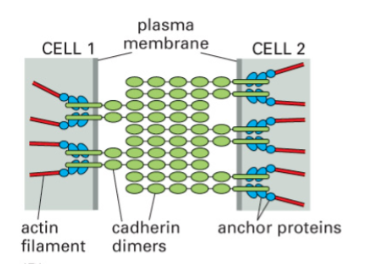 plasma
membrane
CELL 1
CELL 2
actin
filament
cadherin
dimers
anchor proteins